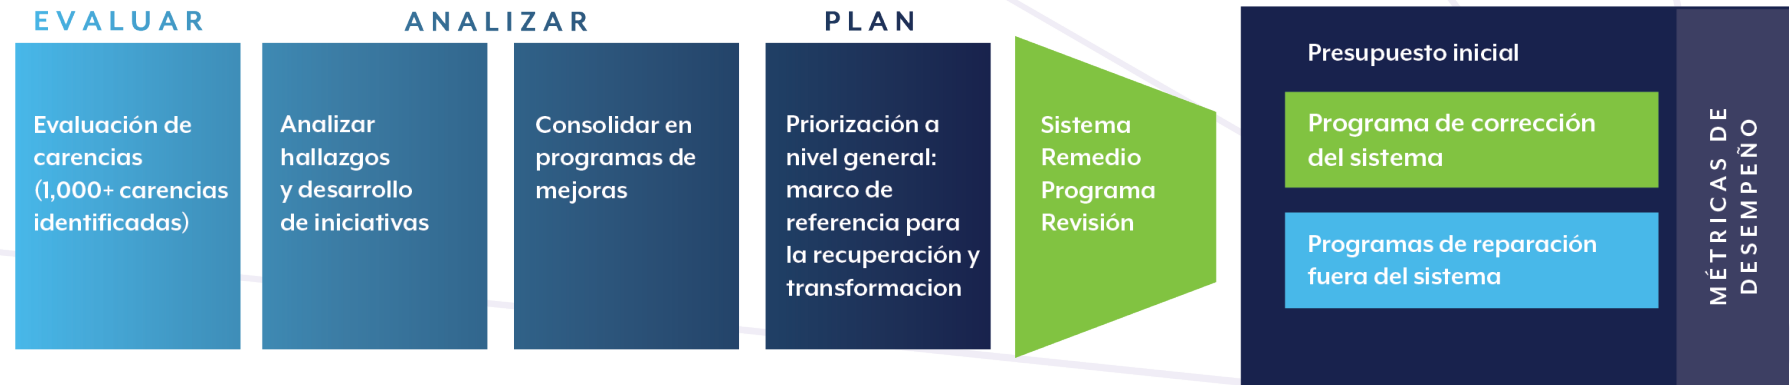 EVALUAR
Evaluación de
carencias
(1,000+ carencias
identificadas)
ANALIZAR
Analizar
hallazgos
y desarrollo
de iniciativas
Consolidar en
programas de
mejoras
PLAN
Priorización a
nivel general:
marco de
referencia para
la recuperación y
transformacion
Sistema
Remedio
Programa
Revisión
Presupuesto inicial
Programa de corrección
del sistema
Programas de reparación
fuera del sistema
MÉTRICAS DE
DESEMPEÑO